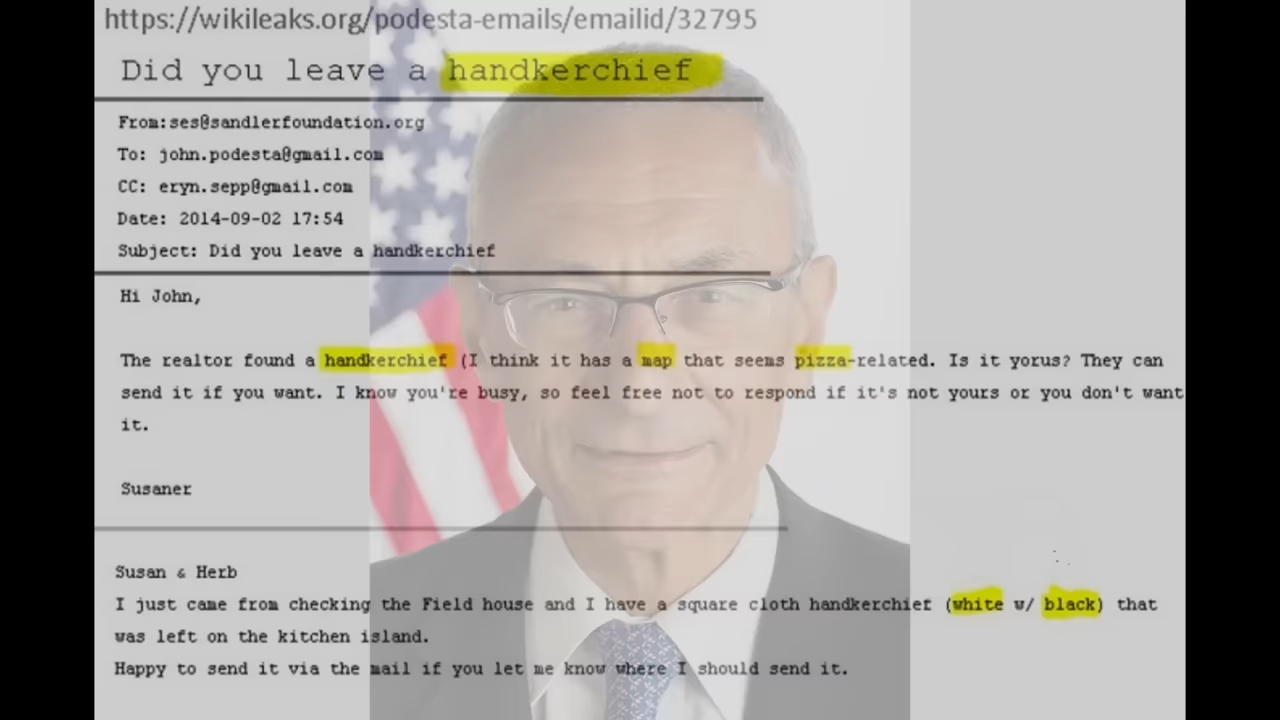 https://wikileaks.org/podesta-emails/emailid/32795
Did you leave a handkerchief
From:ses@sandlerfoundation.org
To: john.podesta@gmail.com
CC: eryn.sepp@gmail.com
Date: 2014-09-02 17:54
Subject: Did you leave a handkerchief
Hi John,
The realtor found a handkerchief (I think it has a map that seems pizza-related. Is it yorus? They can
send it if you want. I know you're busy, so feel free not to respond if it's not yours or you don't want
it.
Susaner
Susan & Herb
I just came from checking the Field house and I have a square cloth handkerchief (white w/ black) that
was left on the kitchen island.
Happy to send it via the mail if you let me know where I should send it.